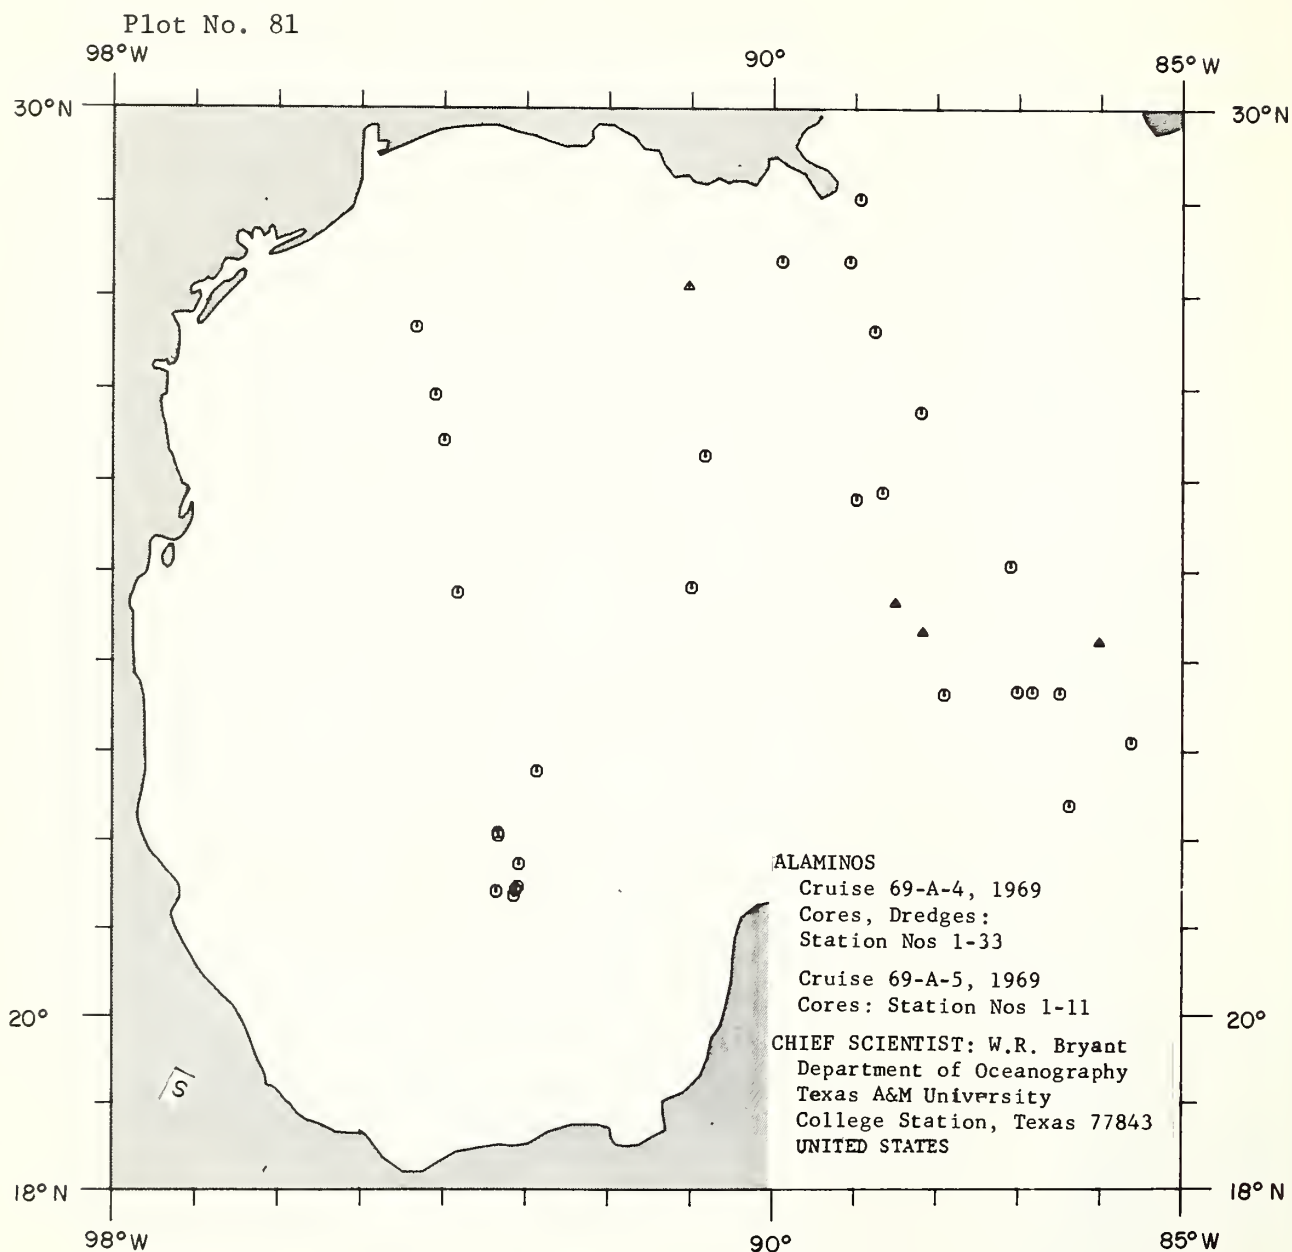 Plot No. 81
98°W
90°
85°W
30°N
30°N
ALAMINOS
Cruise 69-A-4, 1969
Cores, Dredges:
Station Nos 1-33
Cruise 69-A-5, 1969
Cores: Station Nos 1-11
CHIEF SCIENTIST: W.R. Bryant
Department of Oceanography
Texas A&M University
College Station, Texas 77843
UNITED STATES
20°
20°
S
18°N
18°N
98°W
90°
85°W